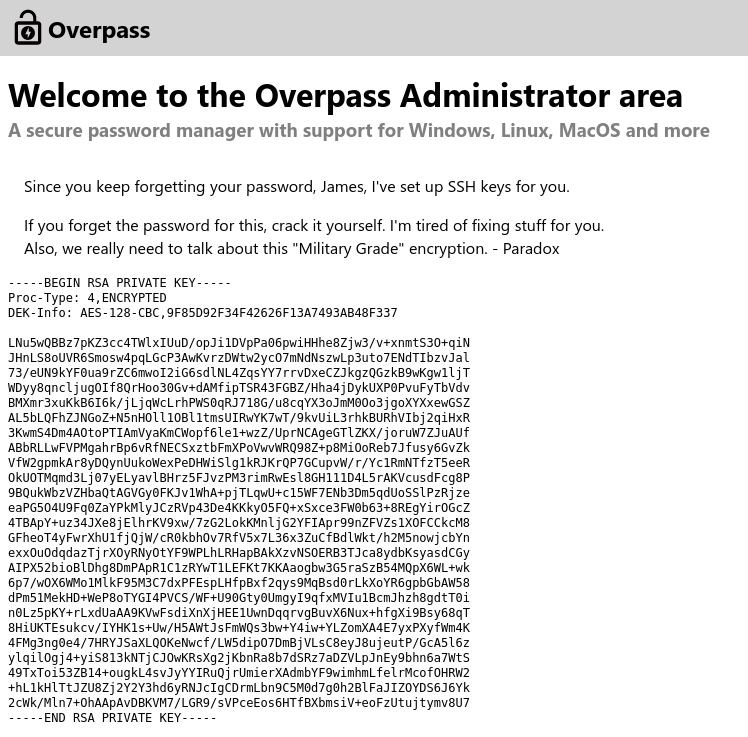 Overpass
Welcome to the Overpass Administrator area
A secure password manager with support for Windows, Linux, MacOS and more
Since you keep forgetting your password, James, I've set up SSH keys for you.
If you forget the password for this, crack it yourself. I'm tired of fixing stuff for you.
Also, we really need to talk about this "Military Grade" encryption. - Paradox
-----BEGIN RSA PRIVATE KEY-----
Proc-Type: 4,ENCRYPTED
DEK-Info: AES-128-CBC,9F85D92F34F42626F13A7493AB48F337
LNu5wQBBz7pKZ3cc4TWlxIUuD/opJi1DVpPa06pwiHHhe8Zjw3/v+xnmtS3O+qiN
JHnLS8oUVR6Smosw4pqLGcP3AwKvrzDWtw2ycO7mNdNszwLp3uto7ENdTIbzvJal
73/eUN9kYF0ua9rZC6mwoI2iG6sdlNL4ZqsYY7rrvDxeCZJkgzQGzkB9wKgw1ljT
WDyy8qncljugOIf8QrHoo30Gv+dAMfipTSR43FGBZ/Hha4jDykUXP0PvuFyTbVdv
BMXmr3xuKkB6I6k/jLjqWcLrhPWS0qRJ718G/u8cqYX3oJmM0Oo3jgoXYXxewGSZ
AL5bLQFhZJNGoZ+N5nHOll1OBl1tmsUIRwYK7wT/9kvUiL3rhkBURhVIbj2qiHxR
3KwmS4Dm4AOtoPTIAmVyaKmCWopf6le1+wzZ/UprNCAgeGTlZKX/joruW7ZJuAUf
ABbRLLwFVPMgahrBp6vRfNECSxztbFmXPoVwvWRQ98Z+p8MiOoReb7Jfusy6GvZk
VfW2gpmkAr8yDQynUukoWexPeDHWiSlg1kRJKrQP7GCupvW/r/Yc1RmNTfzT5eeR
OkUOTMqmd3Lj07yELyavlBHrz5FJvzPM3rimRwEsl8GH111D4L5rAKVcusdFcg8P
9BQukWbzVZHbaQtAGVGy0FKJv1WhA+pjTLqwU+c15WF7ENb3Dm5qdUoSSlPzRjze
eaPG5O4U9Fq0ZaYPkMlyJCzRVp43De4KKkyO5FQ+xSxce3FW0b63+8REgYirOGcZ
4TBApY+uz34JXe8jElhrKV9xw/7zG2LokKMnljG2YFIApr99nZFVZs1XOFCCkcM8
GFheoT4yFwrXhU1fjQjW/cR0kbhOv7RfV5x7L36x3ZuCfBdlWkt/h2M5nowjcbYn
exxOuOdqdazTjrXOyRNyOtYF9WPLhLRHapBAkXzvNSOERB3TJca8ydbKsyasdCGy
AIPX52bioBlDhg8DmPApR1C1zRYwT1LEFKt7KKAaogbw3G5raSzB54MQpX6WL+wk
6p7/wOX6WMo1MlkF95M3C7dxPFEspLHfpBxf2qys9MqBsd0rLkXoYR6gpbGbAW58
dPm51MekHD+WeP8oTYGI4PVCS/WF+U90Gty0UmgyI9qfxMVIu1BcmJhzh8gdtT0i
n0Lz5pKY+rLxdUaAA9KVwFsdiXnXjHEE1UwnDqqrvgBuvX6Nux+hfgXi9Bsy68qT
8HiUKTEsukcv/IYHK1s+Uw/H5AWtJsFmWQs3bw+Y4iw+YLZomXA4E7yxPXyfWm4K
4FMg3ng0e4/7HRYJSaXLQOKeNwcf/LW5dipO7DmBjVLsC8eyJ8ujeutP/GcA5l6z
ylqilOgj4+yiS813kNTjCJOwKRsXg2jKbnRa8b7dSRz7aDZVLpJnEy9bhn6a7WtS
49TxToi53ZB14+ougkL4svJyYYIRuQjrUmierXAdmbYF9wimhmLfelrMcofOHRW2
+hL1kHlTtJZU8Zj2Y2Y3hd6yRNJcIgCDrmLbn9C5M0d7g0h2BlFaJIZOYDS6J6Yk
2cWk/Mln7+OhAApAvDBKVM7/LGR9/sVPceEos6HTfBXbmsiV+eoFzUtujtymv8U7
-----END RSA PRIVATE KEY-----